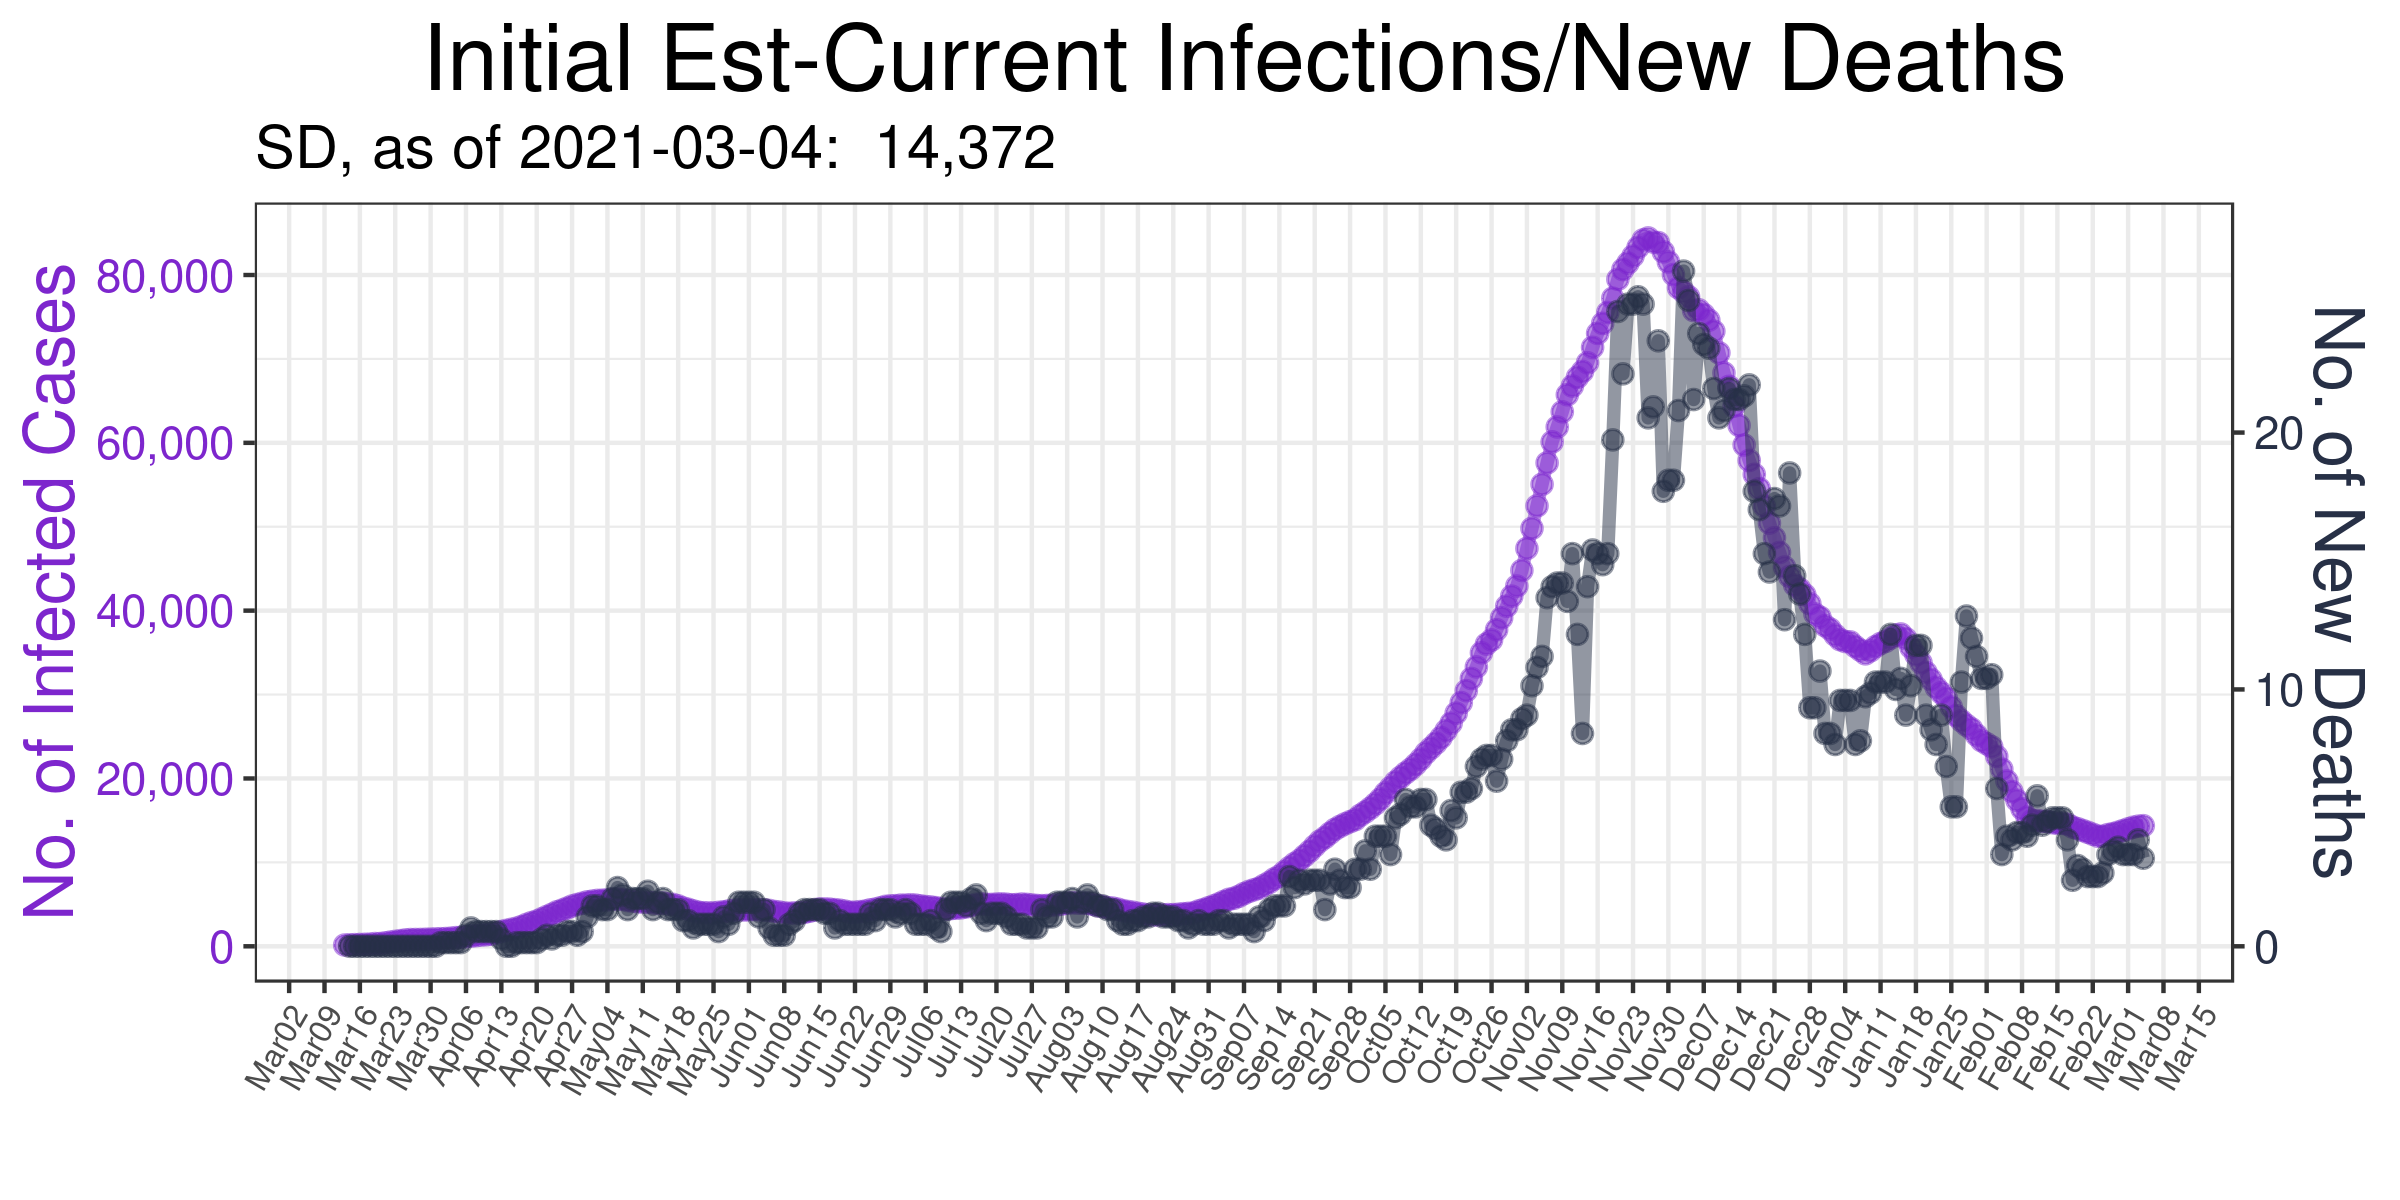 Initial Est-Current Infections/New Deaths
SD, as of 2021-03-04:  14,372
No. of Infected Cases
80,000
60,000
40,000
20,000
0
No. of New Deaths
20
10
0
Mar02
Mar09
Mar16
Mar23
Mar30
Apr06
Apr13
Apr20
Apr27
May04
May11
May18
May25
Jun01
Jun08
Jun15
Jun22
Jun29
Jul06
Jul13
Jul20
Jul27
Aug03
Aug10
Aug17
Aug24
Aug31
Sep07
Sep14
Sep21
Sep28
Oct05
Oct12
Oct19
Oct26
Nov02
Nov09
Nov16
Nov23
Nov30
Dec07
Dec14
Dec21
Dec28
Jan04
Jan11
Jan18
Jan25
Feb01
Feb08
Feb15
Feb22
Mar01
Mar08
Mar15